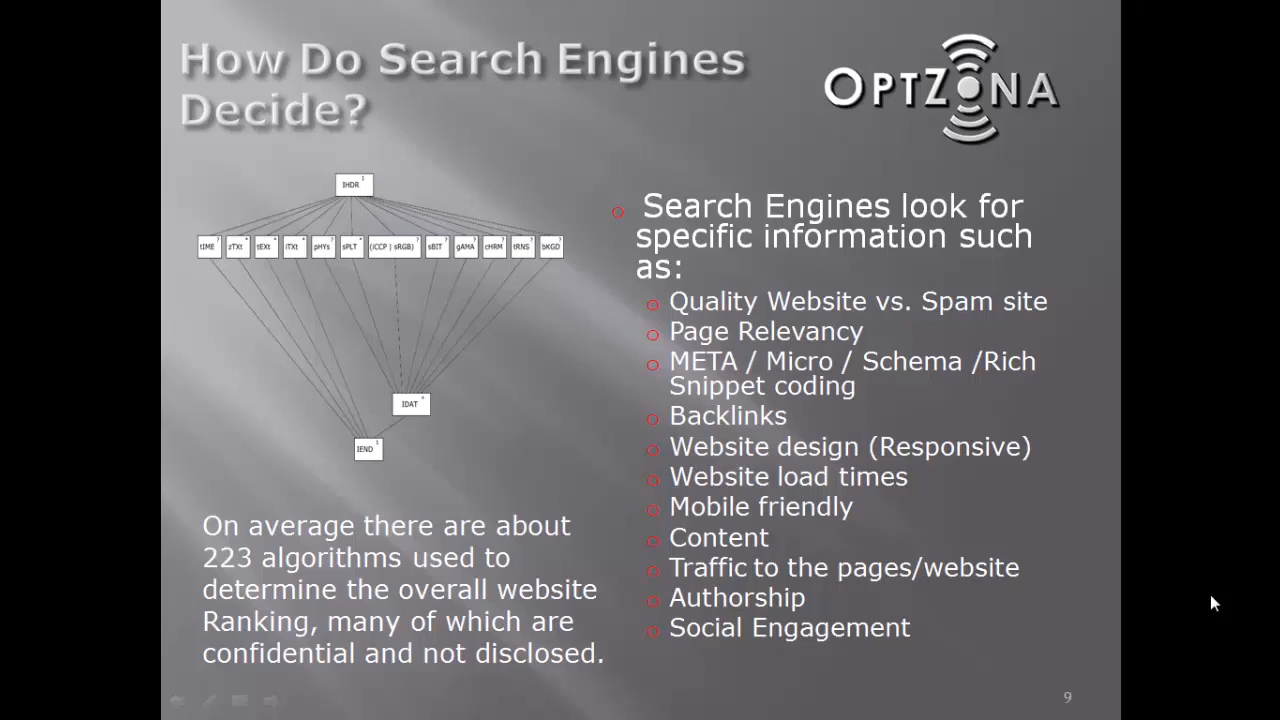 How Do Search Engines
Decide?
OPTZONA
IHDR 1
tIME ? zTXt * tEXt * iTXt * pHYs ? sPLT * (iCCP | sRGB) ? sBIT ? gAMA ? cHRM ? tRNS ? bKGD ?
IDAT +
IEND 1
On average there are about
223 algorithms used to
determine the overall website
Ranking, many of which are
confidential and not disclosed.
Search Engines look for
specific information such
as:
Quality Website vs. Spam site
Page Relevancy
META / Micro / Schema /Rich
Snippet coding
Backlinks
Website design (Responsive)
Website load times
Mobile friendly
Content
Traffic to the pages/website
Authorship
Social Engagement
9